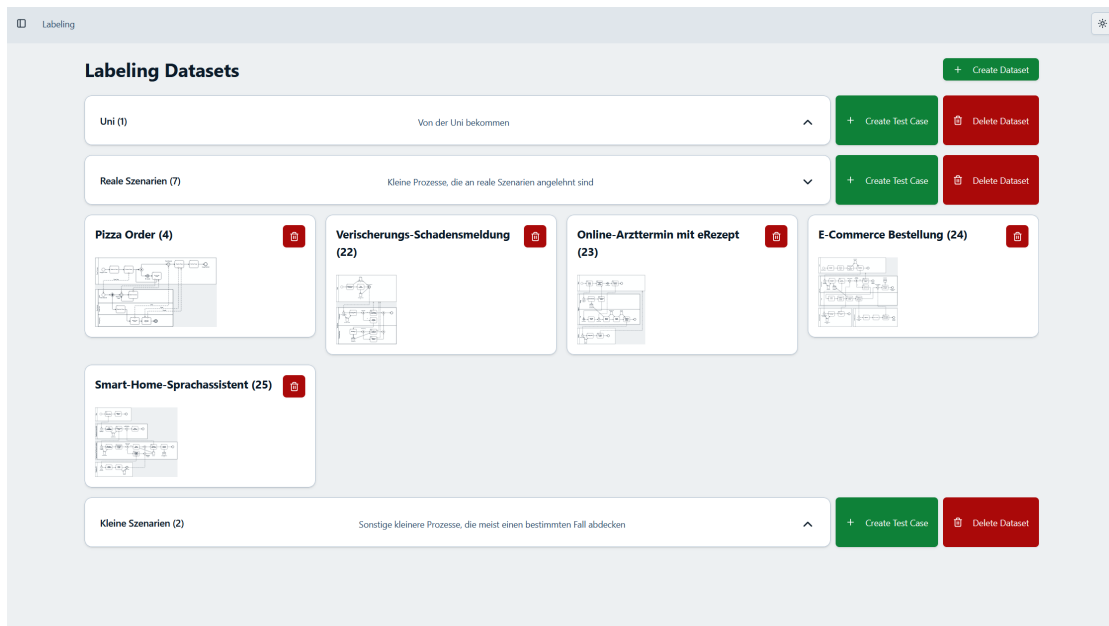 Labeling
Labeling Datasets
+ Create Dataset
Uni (1)
Von der Uni bekommen
+ Create Test Case
Delete Dataset
Reale Szenarien (7)
Kleine Prozesse, die an reale Szenarien angelehnt sind
+ Create Test Case
Delete Dataset
Pizza Order (4)
Verischerungs-Schadensmeldung
(22)
Online-Arzttermin mit eRezept
(23)
E-Commerce Bestellung (24)
Smart-Home-Sprachassistent (25)
Kleine Szenarien (2)
Sonstige kleinere Prozesse, die meist einen bestimmten Fall abdecken
+ Create Test Case
Delete Dataset